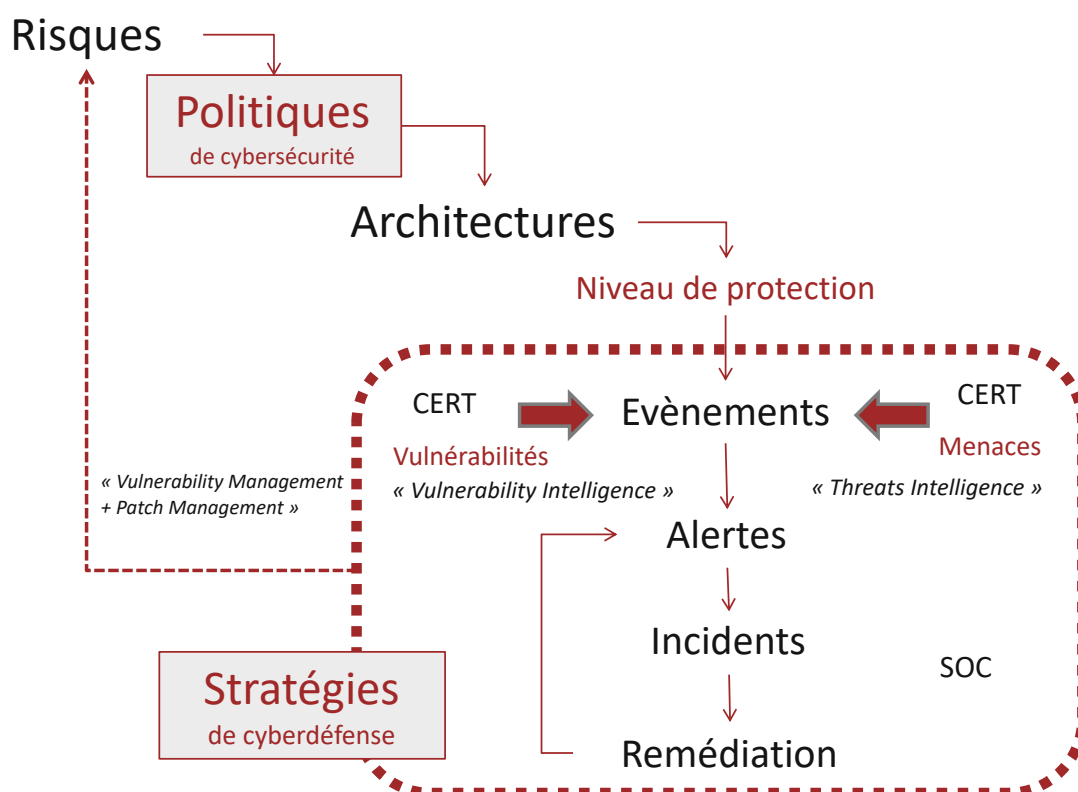 Risques
Politiques
de cybersécurité
Architectures
Niveau de protection
CERT
Evènements
CERT
Vulnérabilités
Menaces
« Vulnerability Management
+ Patch Management »
« Vulnerability Intelligence »
« Threats Intelligence »
Alertes
Incidents
SOC
Stratégies
de cyberdéfense
Remédiation